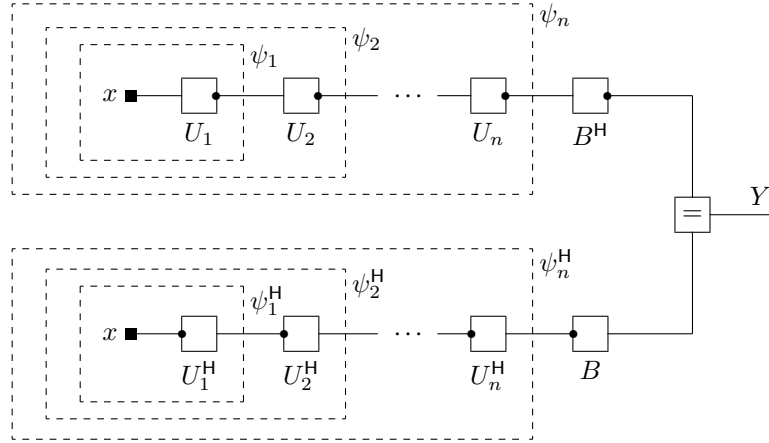 ψ_n
ψ_2
ψ_1
x ⋯
U_1 U_2 U_n B^H
= Y
ψ_n^H
ψ_2^H
ψ_1^H
x ⋯
U_1^H U_2^H U_n^H B